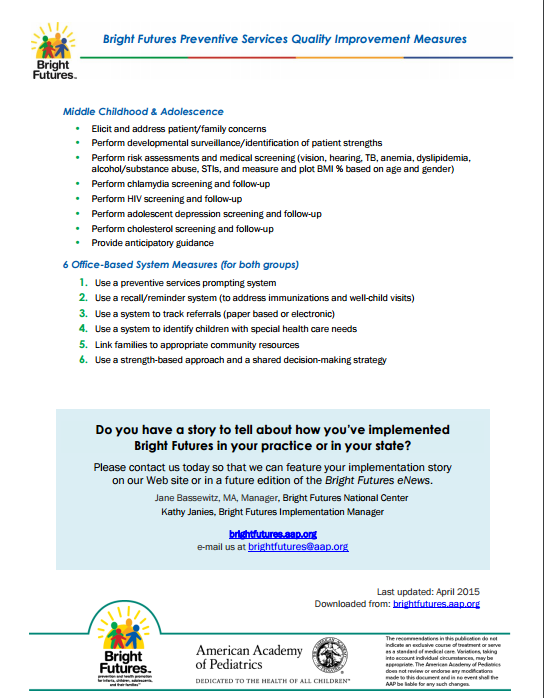 Bright Futures Preventive Services Quality Improvement Measures
Bright
Futures™
Middle Childhood & Adolescence
• Elicit and address patient/family concerns
• Perform developmental surveillance/identification of patient strengths
• Perform risk assessments and medical screening (vision, hearing, TB, anemia, dyslipidemia,
alcohol/substance abuse, STIs, and measure and plot BMI % based on age and gender)
• Perform chlamydia screening and follow-up
• Perform HIV screening and follow-up
• Perform adolescent depression screening and follow-up
• Perform cholesterol screening and follow-up
• Provide anticipatory guidance
6 Office-Based System Measures (for both groups)
1. Use a preventive services prompting system
2. Use a recall/reminder system (to address immunizations and well-child visits)
3. Use a system to track referrals (paper based or electronic)
4. Use a system to identify children with special health care needs
5. Link families to appropriate community resources
6. Use a strength-based approach and a shared decision-making strategy
Do you have a story to tell about how you've implemented
Bright Futures in your practice or in your state?
Please contact us today so that we can feature your implementation story
on our Web site or in a future edition of the Bright Futures eNews.
Jane Bassewitz, MA, Manager, Bright Futures National Center
Kathy Janies, Bright Futures Implementation Manager
brightfutures.aap.org
e-mail us at brightfutures@aap.org
Last updated: April 2015
Downloaded from: brightfutures.aap.org
Bright
Futures™
prevention and health promotion
for infants, children, adolescents,
and their families™
American Academy
of Pediatrics
DEDICATED TO THE HEALTH OF ALL CHILDREN®
The recommendations in this publication do not
indicate an exclusive course of treatment or serve
as a standard of medical care. Variations, taking
into account individual circumstances, may be
appropriate. The American Academy of Pediatrics
does not review or endorse any modifications
made to this document and in no event shall the
AAP be liable for any such changes.